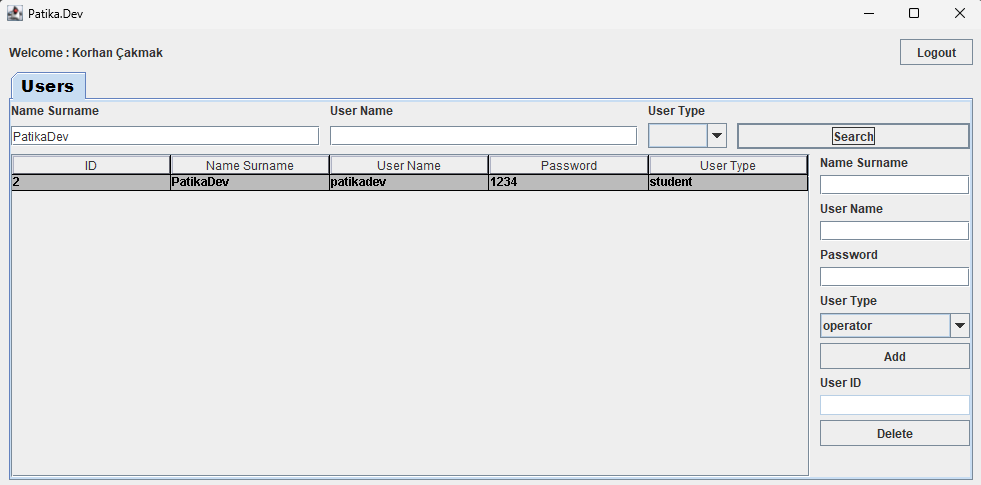 Patika.Dev
Welcome : Korhan Çakmak
Logout
Users
Name Surname User Name User Type
PatikaDev Search
ID Name Surname User Name Password User Type
2 PatikaDev patikadev 1234 student
Name Surname
User Name
Password
User Type
operator
Add
User ID
Delete